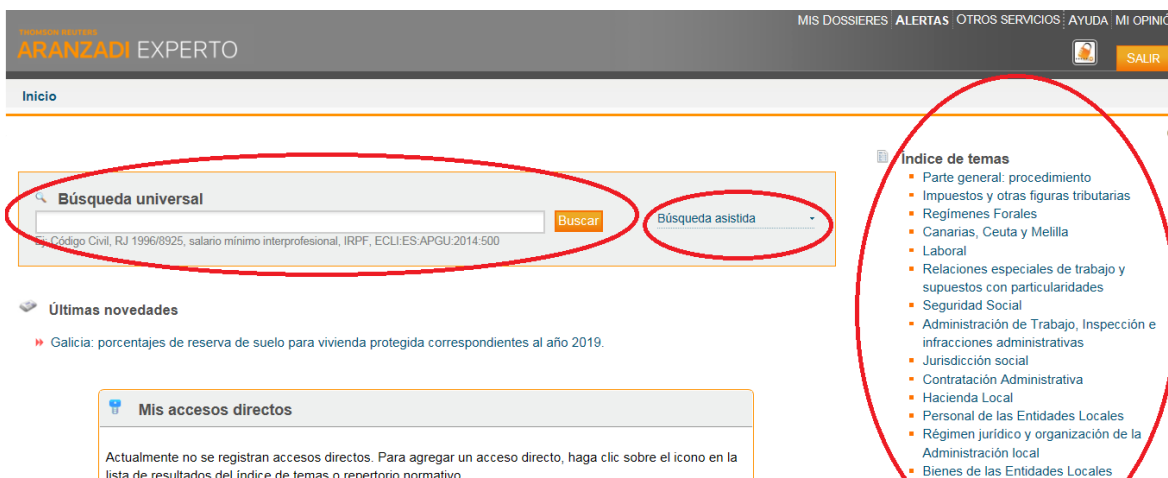 MIS DOSSIERES ALERTAS OTROS SERVICIOS AYUDA MI OPINIÓ
THOMSON REUTERS
ARANZADI EXPERTO
SALIR
Inicio
Búsqueda universal
Buscar
Búsqueda asistida
Ej: Código Civil, RJ 1996/8925, salario mínimo interprofesional, IRPF, ECLI:ES:APGU:2014:500
Últimas novedades
Galicia: porcentajes de reserva de suelo para vivienda protegida correspondientes al año 2019.
Mis accesos directos
Actualmente no se registran accesos directos. Para agregar un acceso directo, haga clic sobre el icono en la
lista de resultados del índice de temas o repertorio normativo
Índice de temas
Parte general: procedimiento
Impuestos y otras figuras tributarias
Regímenes Forales
Canarias, Ceuta y Melilla
Laboral
Relaciones especiales de trabajo y
supuestos con particularidades
Seguridad Social
Administración de Trabajo, Inspección e
infracciones administrativas
Jurisdicción social
Contratación Administrativa
Hacienda Local
Personal de las Entidades Locales
Régimen jurídico y organización de la
Administración local
Bienes de las Entidades Locales